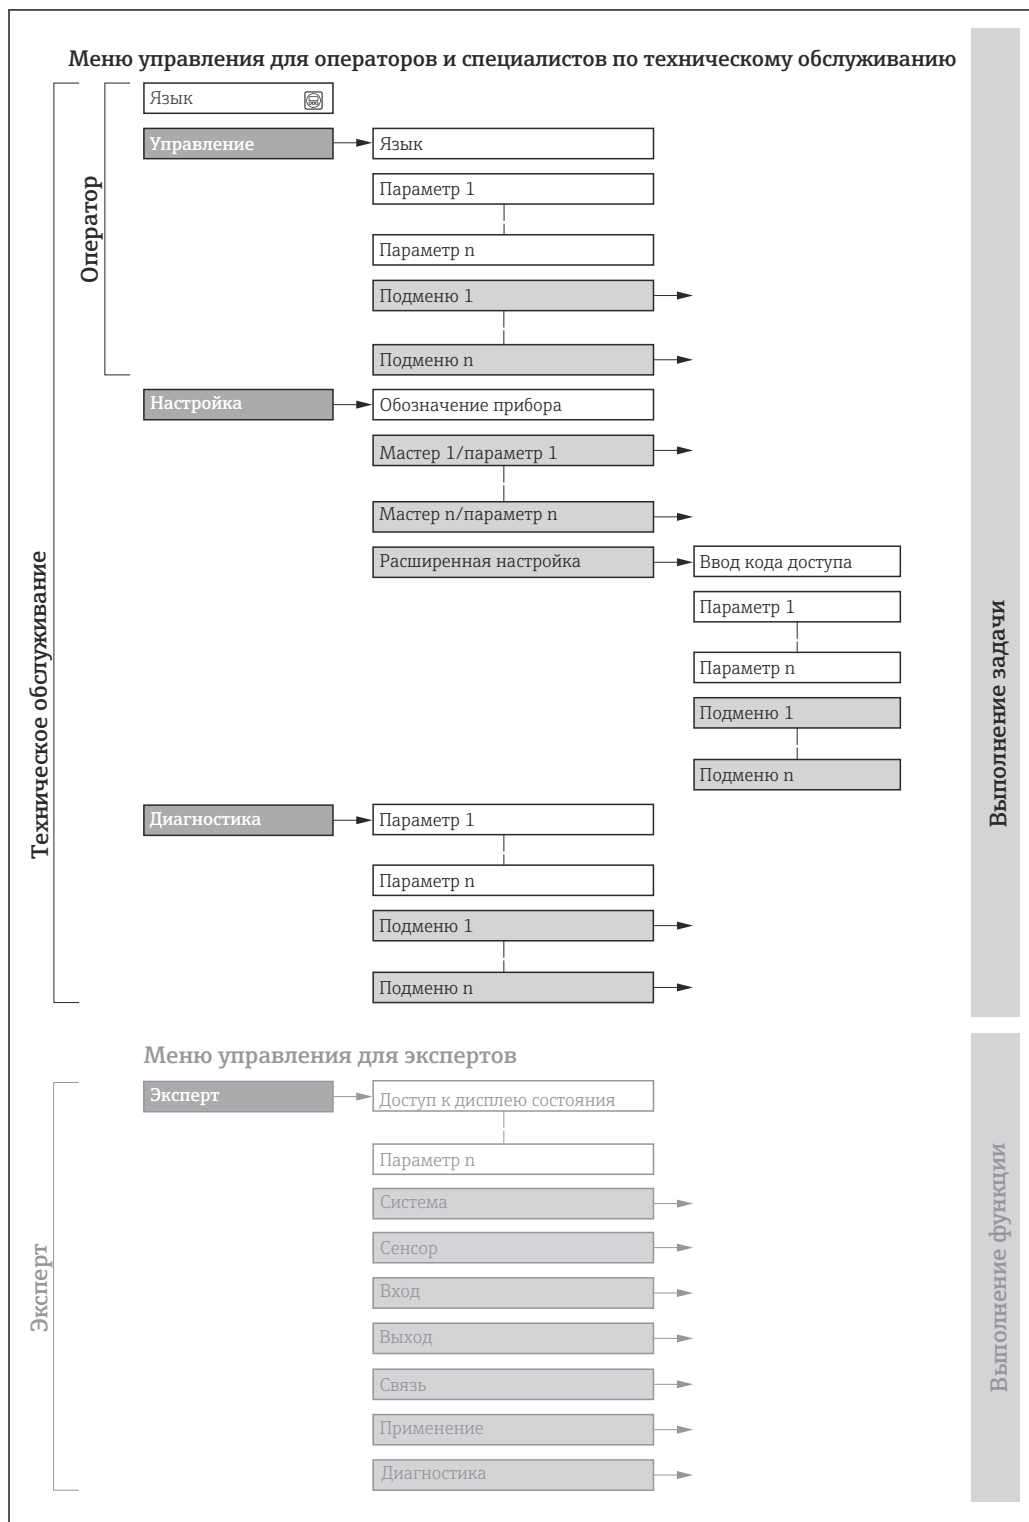 Меню управления для операторов и специалистов по техническому обслуживанию
Техническое обслуживание
Оператор
Язык
Управление
Язык
Параметр 1
Параметр n
Подменю 1
Подменю n
Настройка
Обозначение прибора
Мастер 1/параметр 1
Мастер n/параметр n
Расширенная настройка
Ввод кода доступа
Параметр 1
Параметр n
Подменю 1
Подменю n
Диагностика
Параметр 1
Параметр n
Подменю 1
Подменю n
Выполнение задачи
Меню управления для экспертов
Эксперт
Эксперт
Доступ к дисплею состояния
Параметр n
Система
Сенсор
Вход
Выход
Связь
Применение
Диагностика
Выполнение функции